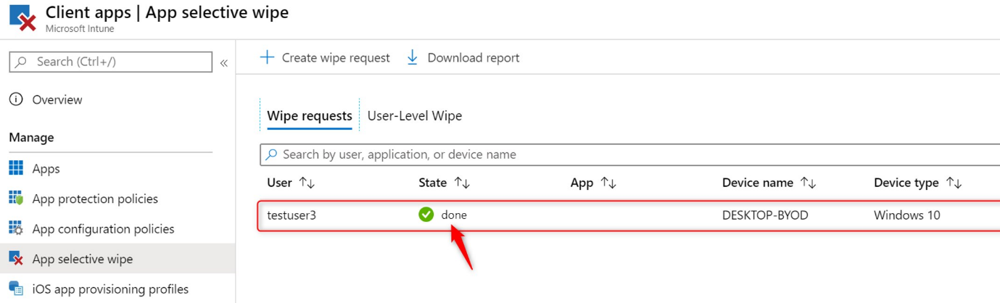 Client apps | App selective wipe
Microsoft Intune
Search (Ctrl+/)
«
Create wipe request
Download report
Overview
Wipe requests
User-Level Wipe
Manage
Search by user, application, or device name
Apps
User ↑↓ State ↑↓ App ↑↓ Device name ↑↓ Device type ↑↓
App protection policies
testuser3 done DESKTOP-BYOD Windows 10
App configuration policies
App selective wipe
iOS app provisioning profiles